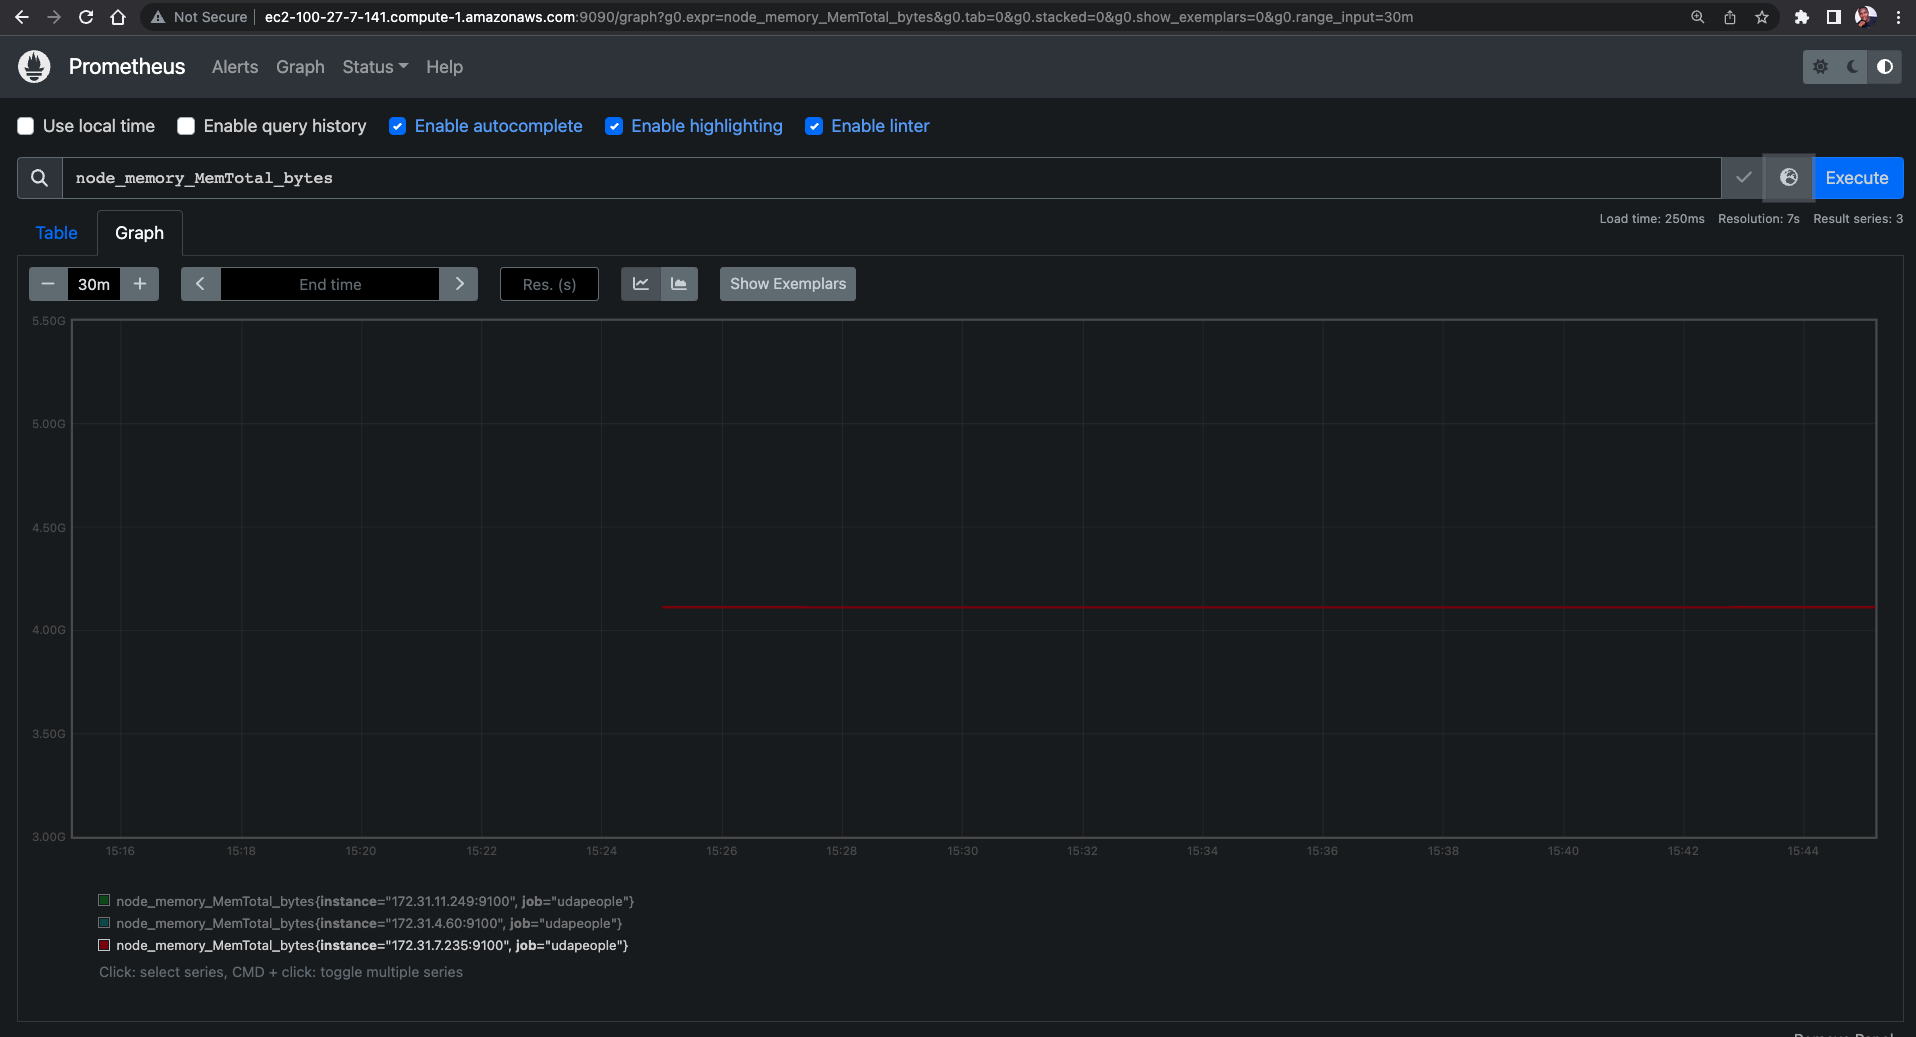 Not Secure ec2-100-27-7-141.compute-1.amazonaws.com:9090/graph?g0.expr=node_memory_MemTotal_bytes&g0.tab=0&g0.stacked=0&g0.show_exemplars=0&g0.range_input=30m
Prometheus Alerts Graph Status Help
Use local time Enable query history Enable autocomplete Enable highlighting Enable linter
node_memory_MemTotal_bytes Execute
Load time: 250ms Resolution: 7s Result series: 3
Table Graph
30m End time Res. (s) Show Exemplars
5.50G
5.00G
4.50G
4.00G
3.50G
3.00G
15:16 15:18 15:20 15:22 15:24 15:26 15:28 15:30 15:32 15:34 15:36 15:38 15:40 15:42 15:44
node_memory_MemTotal_bytes{instance="172.31.11.249:9100", job="udapeople"}
node_memory_MemTotal_bytes{instance="172.31.4.60:9100", job="udapeople"}
node_memory_MemTotal_bytes{instance="172.31.7.235:9100", job="udapeople"}
Click: select series, CMD + click: toggle multiple series